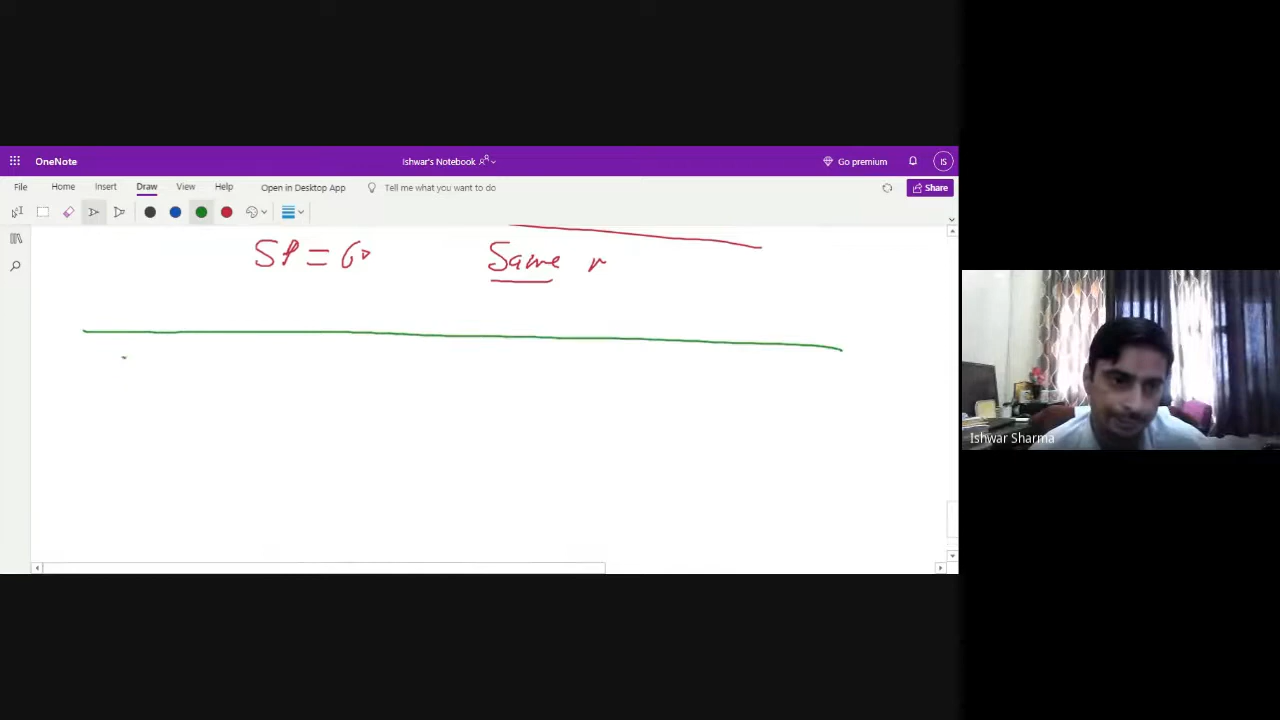 OneNote
Ishwar's Notebook
Go premium
IS
File Home Insert Draw View Help Open in Desktop App Tell me what you want to do
Share
SP =
Same
Ishwar Sharma